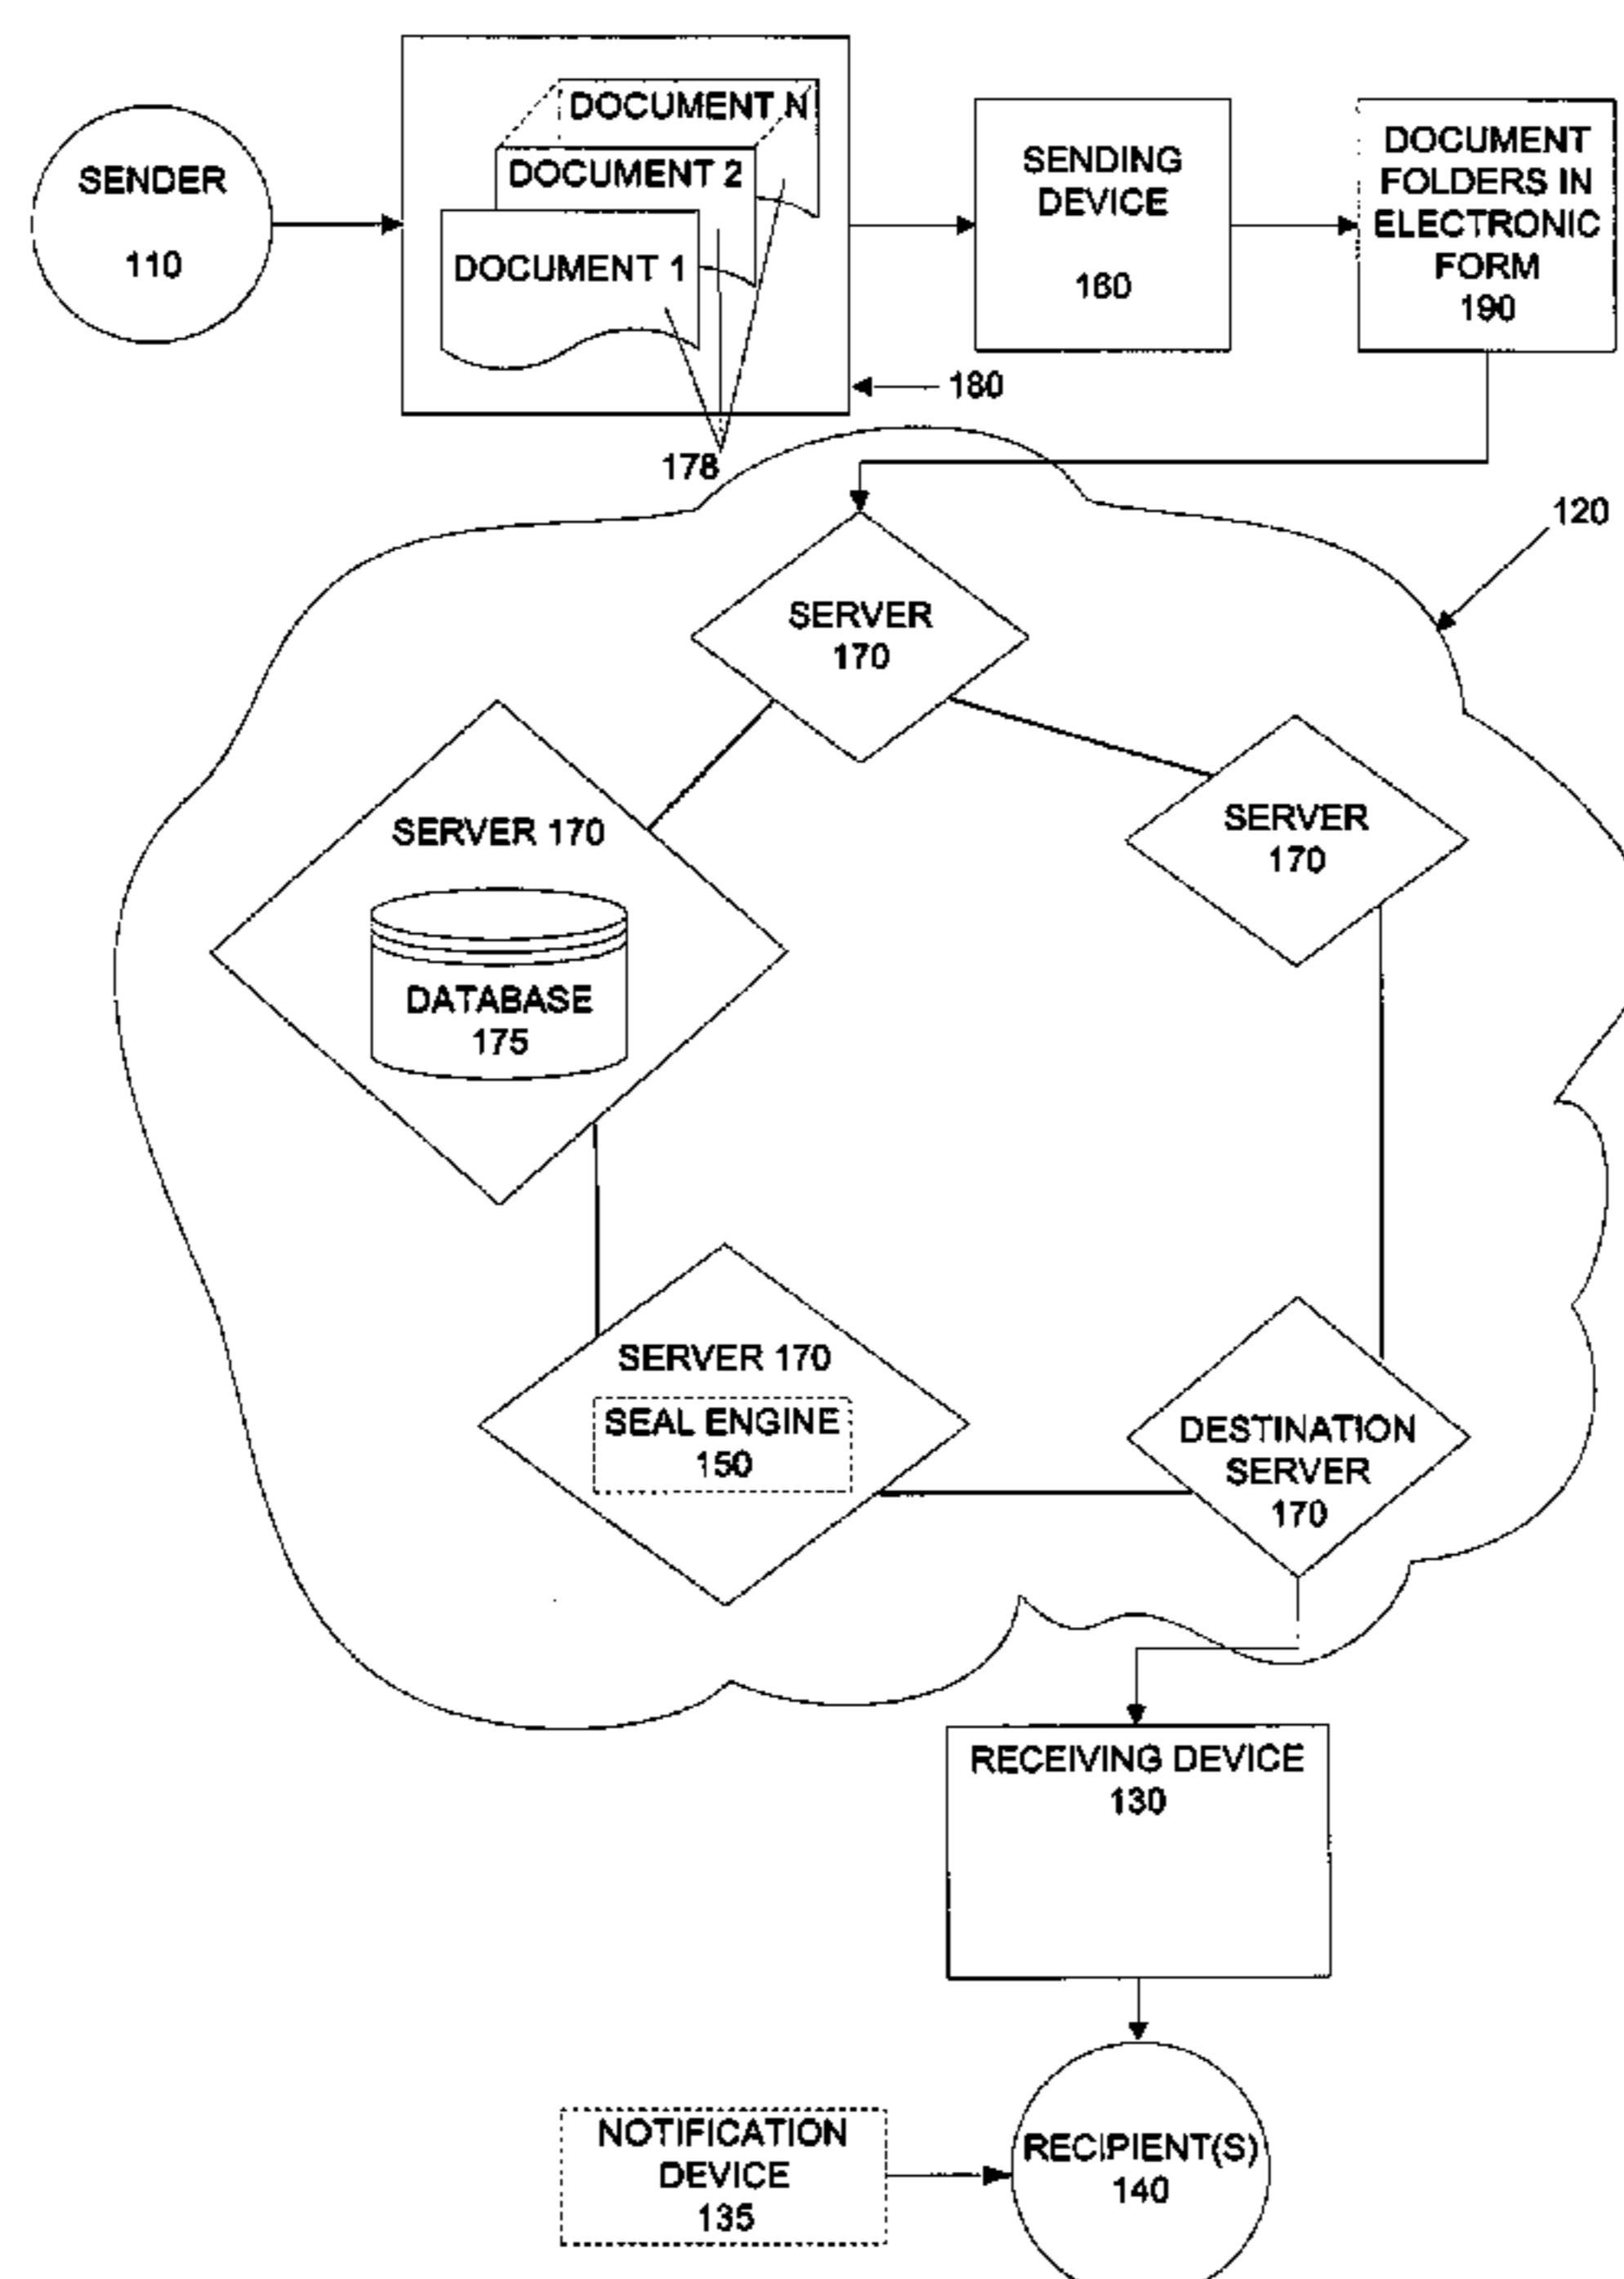 SENDER
110
DOCUMENT N
DOCUMENT 2
DOCUMENT 1
SENDING
DEVICE
160
DOCUMENT
FOLDERS IN
ELECTRONIC
FORM
190
180
178
120
SERVER
170
SERVER
170
SERVER 170
DATABASE
175
SERVER 170
SEAL ENGINE
150
DESTINATION
SERVER
170
RECEIVING DEVICE
130
NOTIFICATION
DEVICE
135
RECIPIENT(S)
140